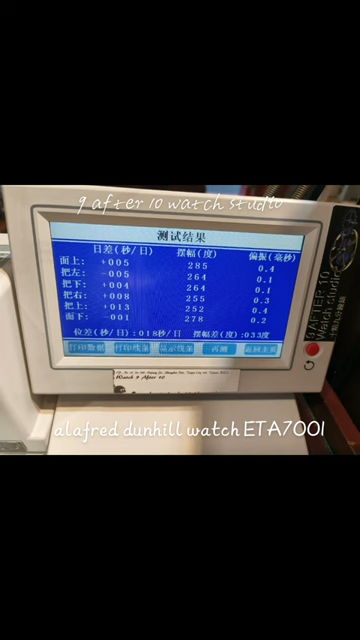 9 after 10 watch studio
测试结果
日差(秒/日) 摆幅(度) 偏振(毫秒)
面上: +005 285 0.4
把左: -005 264 0.1
把下: +004 264 0.1
把右: +008 255 0.3
把上: +013 252 0.4
面下: -001 278 0.2
位差(秒/日):018秒/日 摆幅差(度):033度
打印数据 打印线条 显示线条 返回主页
9AFTER 10
Watch studio
Watch 9 After 10
alafred dunhill watch ETA7001